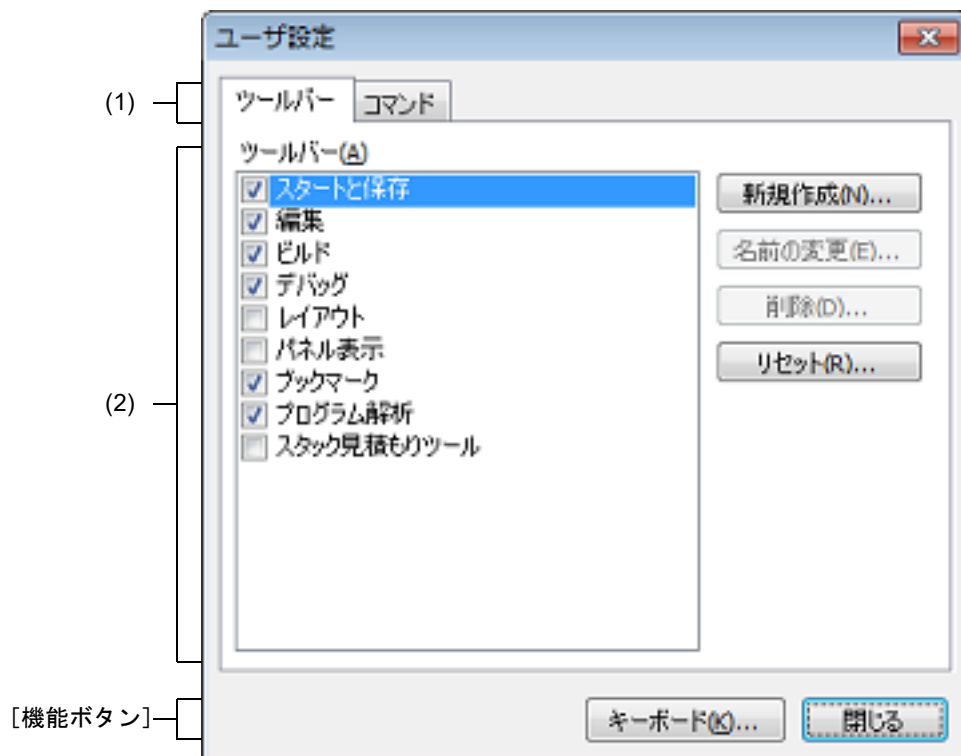 ユーザ設定
(1)
ツールバー コマンド
ツールバー(A)
スタートと保存
編集
ビルド
デバッグ
レイアウト
パネル表示
ブックマーク
プログラム解析
スタック見積もりツール
新規作成(N)...
名前の変更(E)...
削除(D)...
リセット(R)...
(2)
[機能ボタン]
キーボード(K)... 閉じる